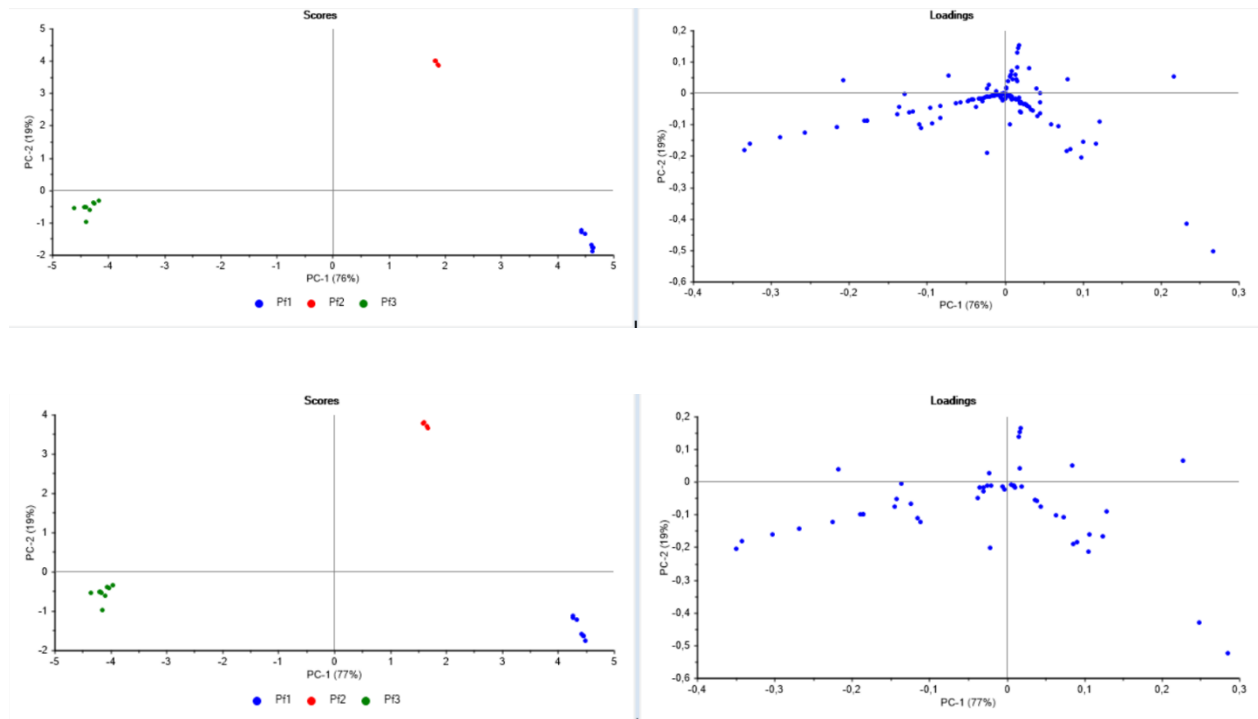 Scores
5
4
3
2
1
0
-1
-2
PC-2 (19%)
-5 -4 -3 -2 -1 0 1 2 3 4 5
PC-1 (76%)
Pf1 Pf2 Pf3
Loadings
0,2
0,1
0
-0,1
-0,2
-0,3
-0,4
-0,5
-0,6
PC-2 (19%)
-0,4 -0,3 -0,2 -0,1 0 0,1 0,2 0,3
PC-1 (76%)
Scores
4
3
2
1
0
-1
-2
PC-2 (19%)
-5 -4 -3 -2 -1 0 1 2 3 4 5
PC-1 (77%)
Pf1 Pf2 Pf3
Loadings
0,2
0,1
0
-0,1
-0,2
-0,3
-0,4
-0,5
-0,6
PC-2 (19%)
-0,4 -0,3 -0,2 -0,1 0 0,1 0,2 0,3
PC-1 (77%)